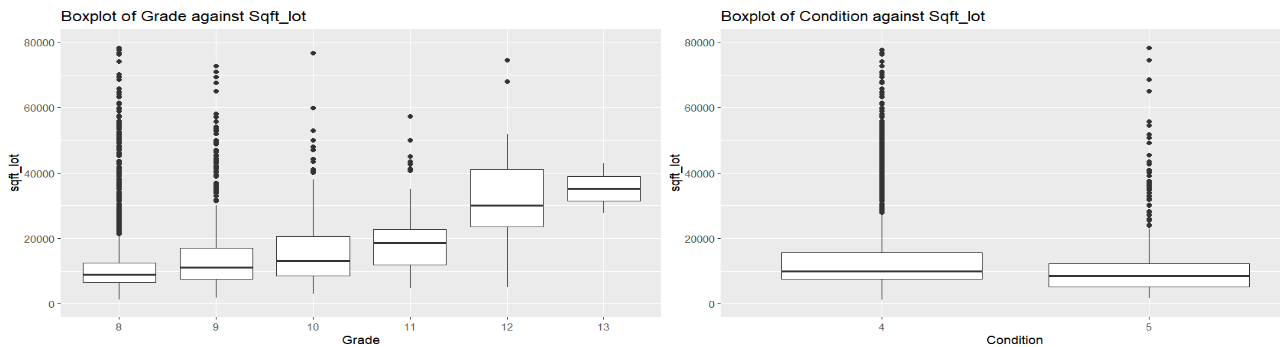 Boxplot of Grade against Sqft_lot
80000
60000
40000
20000
0
sqft_lot
8 9 10 11 12 13
Grade
Boxplot of Condition against Sqft_lot
80000
60000
40000
20000
0
sqft_lot
4 5
Condition